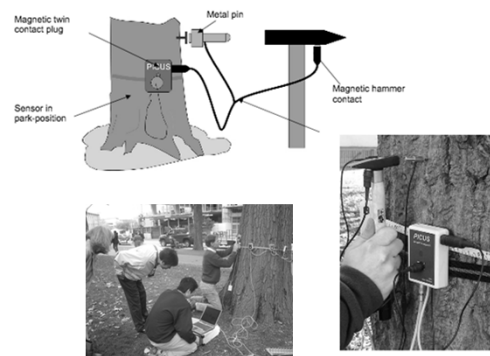 Magnetic twin
contact plug
Metal pin
PICUS
Magnetic hammer
contact
Sensor in
park-position
PICUS